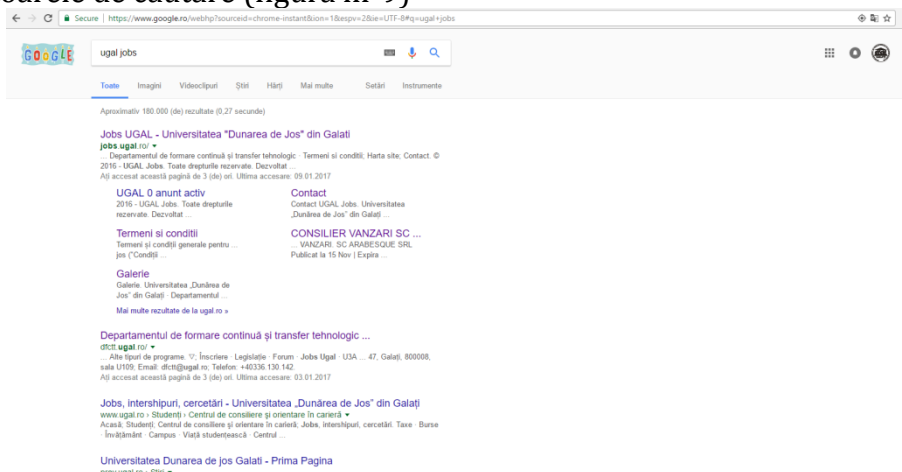 oarele de căutare (figura nr 9)
Secure | https://www.google.ro/webhp?sourceid=chrome-instant&ion=1&espv=2&ie=UTF-8#q=ugal+jobs
GOOGLE
ugal jobs
Toate Imagini Videoclipuri Știri Hărți Mai multe Setări Instrumente
Aproximativ 180.000 (de) rezultate (0,27 secunde)
Jobs UGAL - Universitatea "Dunarea de Jos" din Galati
jobs.ugal.ro/
... Departamentul de formare continuă și transfer tehnologic · Termeni si conditii; Harta site; Contact. ©
2016 - UGAL Jobs. Toate drepturile rezervate. Dezvoltat ...
Ați accesat această pagină de 3 (de) ori. Ultima accesare: 09.01.2017
UGAL 0 anunt activ
2016 - UGAL Jobs. Toate drepturile
rezervate. Dezvoltat ...
Contact
Contact UGAL Jobs. Universitatea
„Dunărea de Jos” din Galați ...
Termeni si conditii
Termeni și condiții generale pentru ...
jos ("Condiții ...
CONSILIER VANZARI SC ...
... VANZARI. SC ARABESQUE SRL
Publicat la 15 Nov | Expira ...
Galerie
Galerie. Universitatea „Dunărea de
Jos” din Galați · Departamentul ...
Mai multe rezultate de la ugal.ro »
Departamentul de formare continuă și transfer tehnologic ...
dfctt.ugal.ro/
... Alte tipuri de programe. ▽; Înscriere · Legislație · Forum · Jobs Ugal · U3A ... 47, Galați, 800008,
sala U109; Email: dfctt@ugal.ro; Telefon: +40336.130.142.
Ați accesat această pagină de 3 (de) ori. Ultima accesare: 03.01.2017
Jobs, intershipuri, cercetări - Universitatea „Dunărea de Jos” din Galați
www.ugal.ro › Studenți › Centrul de consiliere și orientare în carieră
Acasă; Studenți; Centrul de consiliere și orientare în carieră; Jobs, intershipuri, cercetări. Taxe · Burse
· Învățământ · Campus · Viață studențească · Centrul ...
Universitatea Dunarea de jos Galati - Prima Pagina